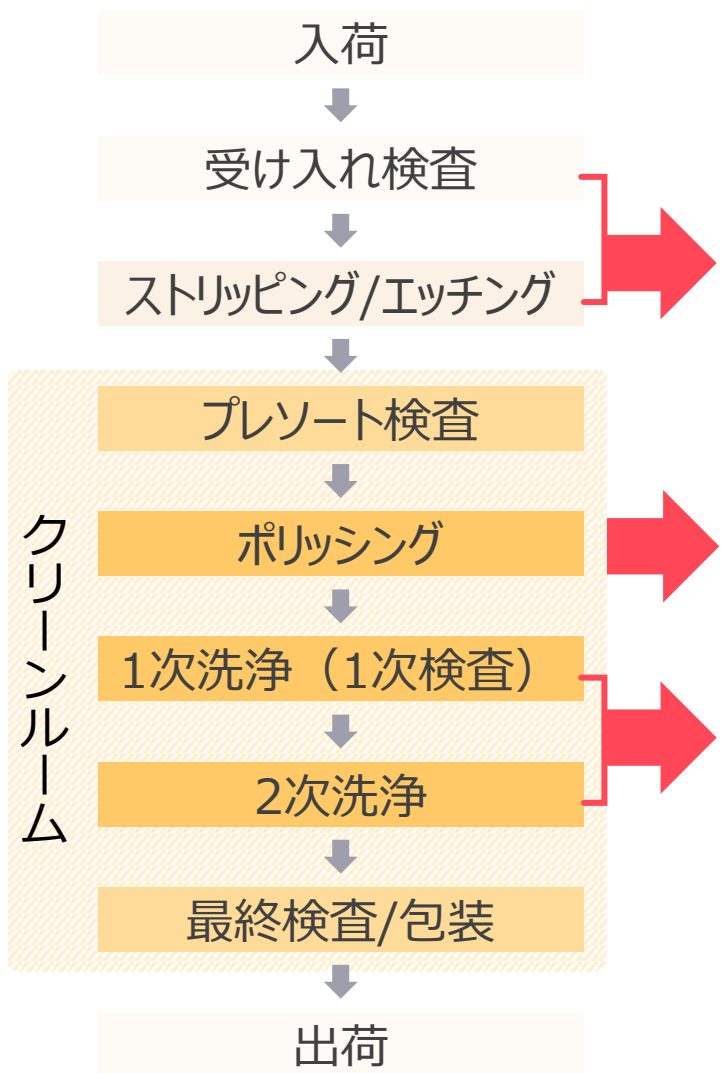 入荷
受け入れ検査
ストリッピング/エッチング
プレソート検査
クリーンルーム
ポリッシング
1次洗浄（1次検査）
2次洗浄
最終検査/包装
出荷